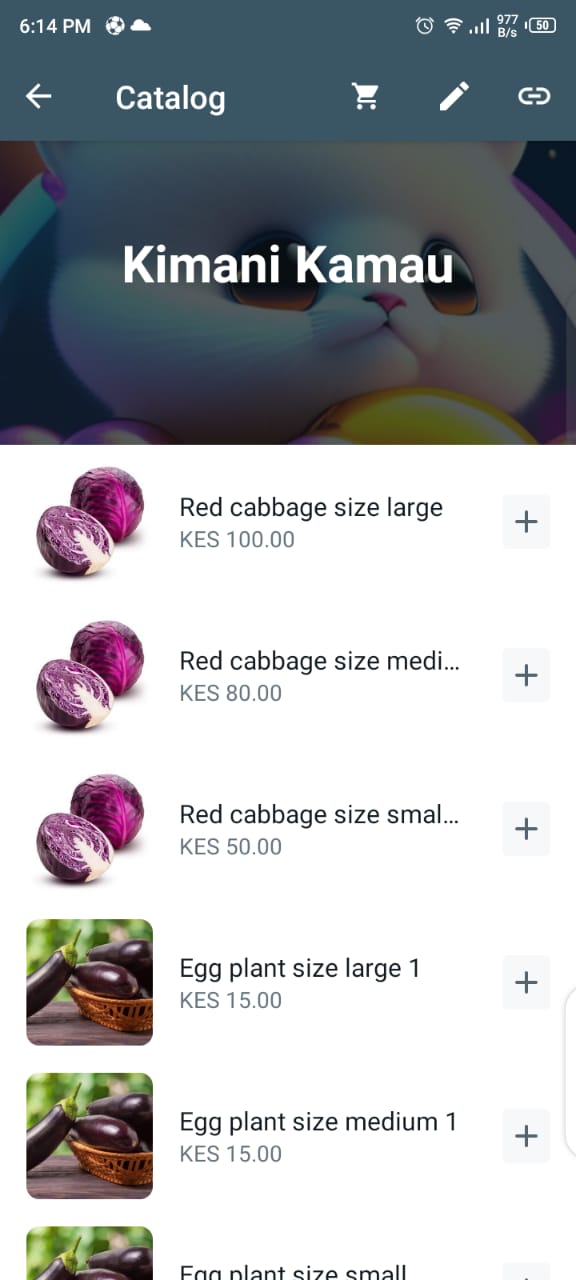 6:14 PM
977
B/s
50
Catalog
Kimani Kamau
Red cabbage size large
KES 100.00
Red cabbage size medi...
KES 80.00
Red cabbage size smal...
KES 50.00
Egg plant size large 1
KES 15.00
Egg plant size medium 1
KES 15.00
Egg plant size small